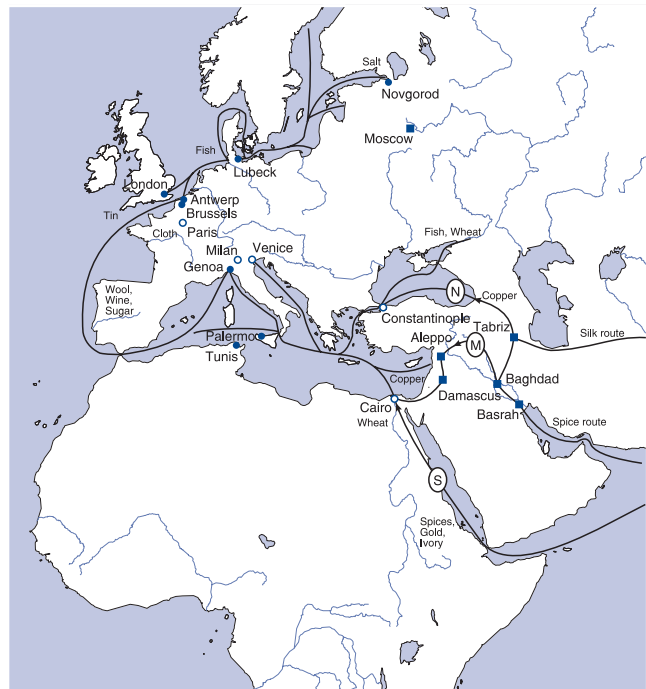 Salt
Novgorod
Moscow
Fish
Lubeck
London
Antwerp
Brussels
Tin
Paris
Cloth
Milan
Venice
Genoa
Fish, Wheat
Wool,
Wine,
Sugar
N
Copper
Constantinople
Tabriz
Palermo
Aleppo
M
Silk route
Tunis
Copper
Baghdad
Damascus
Cairo
Basrah
Wheat
Spice route
S
Spices,
Gold,
Ivory